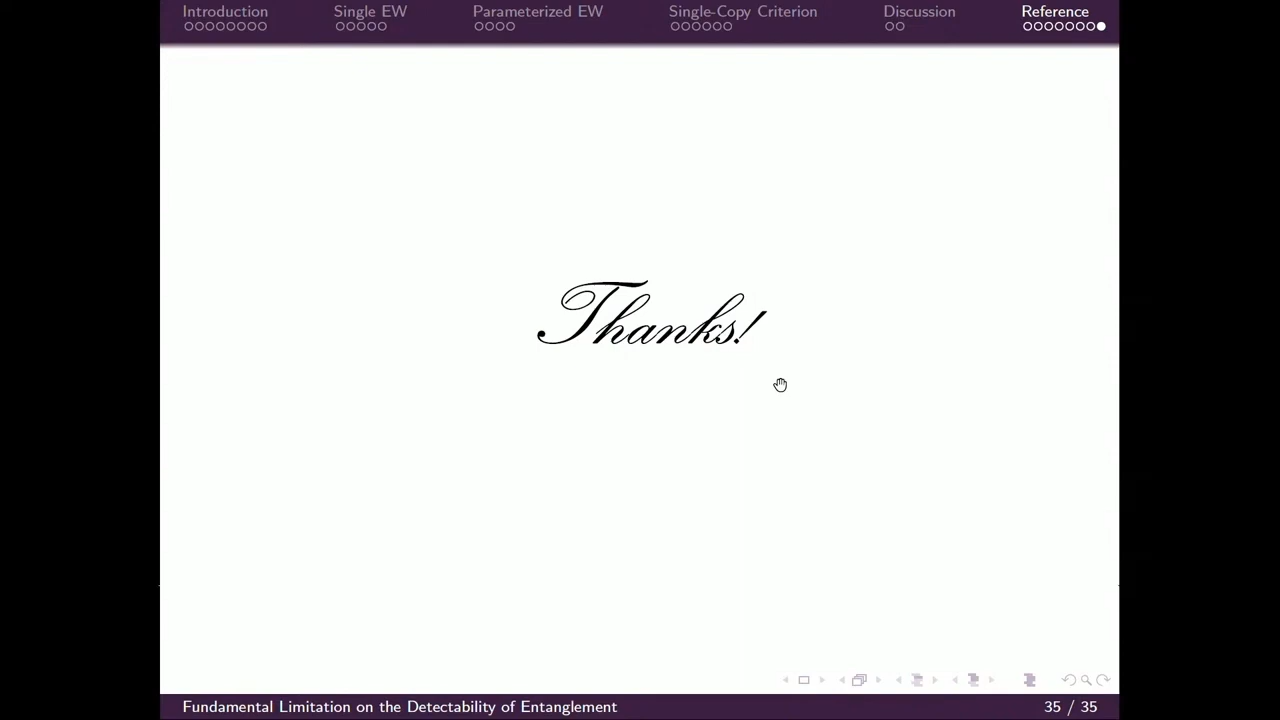 Introduction Single EW Parameterized EW Single-Copy Criterion Discussion Reference
Thanks!
Fundamental Limitation on the Detectability of Entanglement 35 / 35